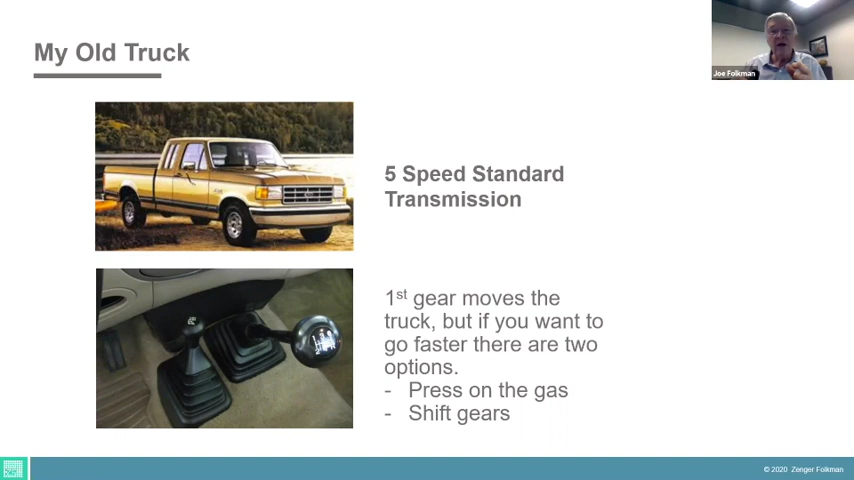 My Old Truck
Joe Folkman
5 Speed Standard
Transmission
1st gear moves the
truck, but if you want to
go faster there are two
options.
- Press on the gas
- Shift gears
© 2020 Zenger Folkman